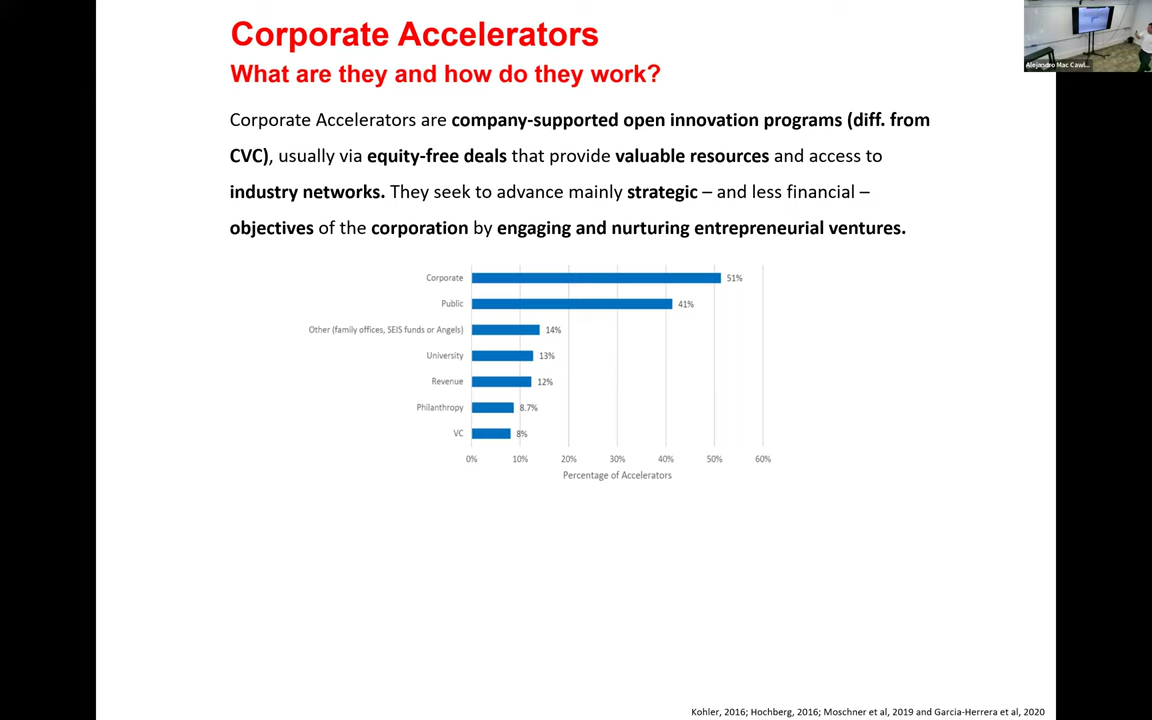 Corporate Accelerators
What are they and how do they work?
Corporate Accelerators are company-supported open innovation programs (diff. from
CVC), usually via equity-free deals that provide valuable resources and access to
industry networks. They seek to advance mainly strategic – and less financial –
objectives of the corporation by engaging and nurturing entrepreneurial ventures.
Corporate 51%
Public 41%
Other (family offices, SEIS funds or Angels) 14%
University 13%
Revenue 12%
Philanthropy 8.7%
VC 8%
0% 10% 20% 30% 40% 50% 60%
Percentage of Accelerators
Kohler, 2016; Hochberg, 2016; Moschner et al, 2019 and Garcia-Herrera et al, 2020
Alejandro Mac Cawl...